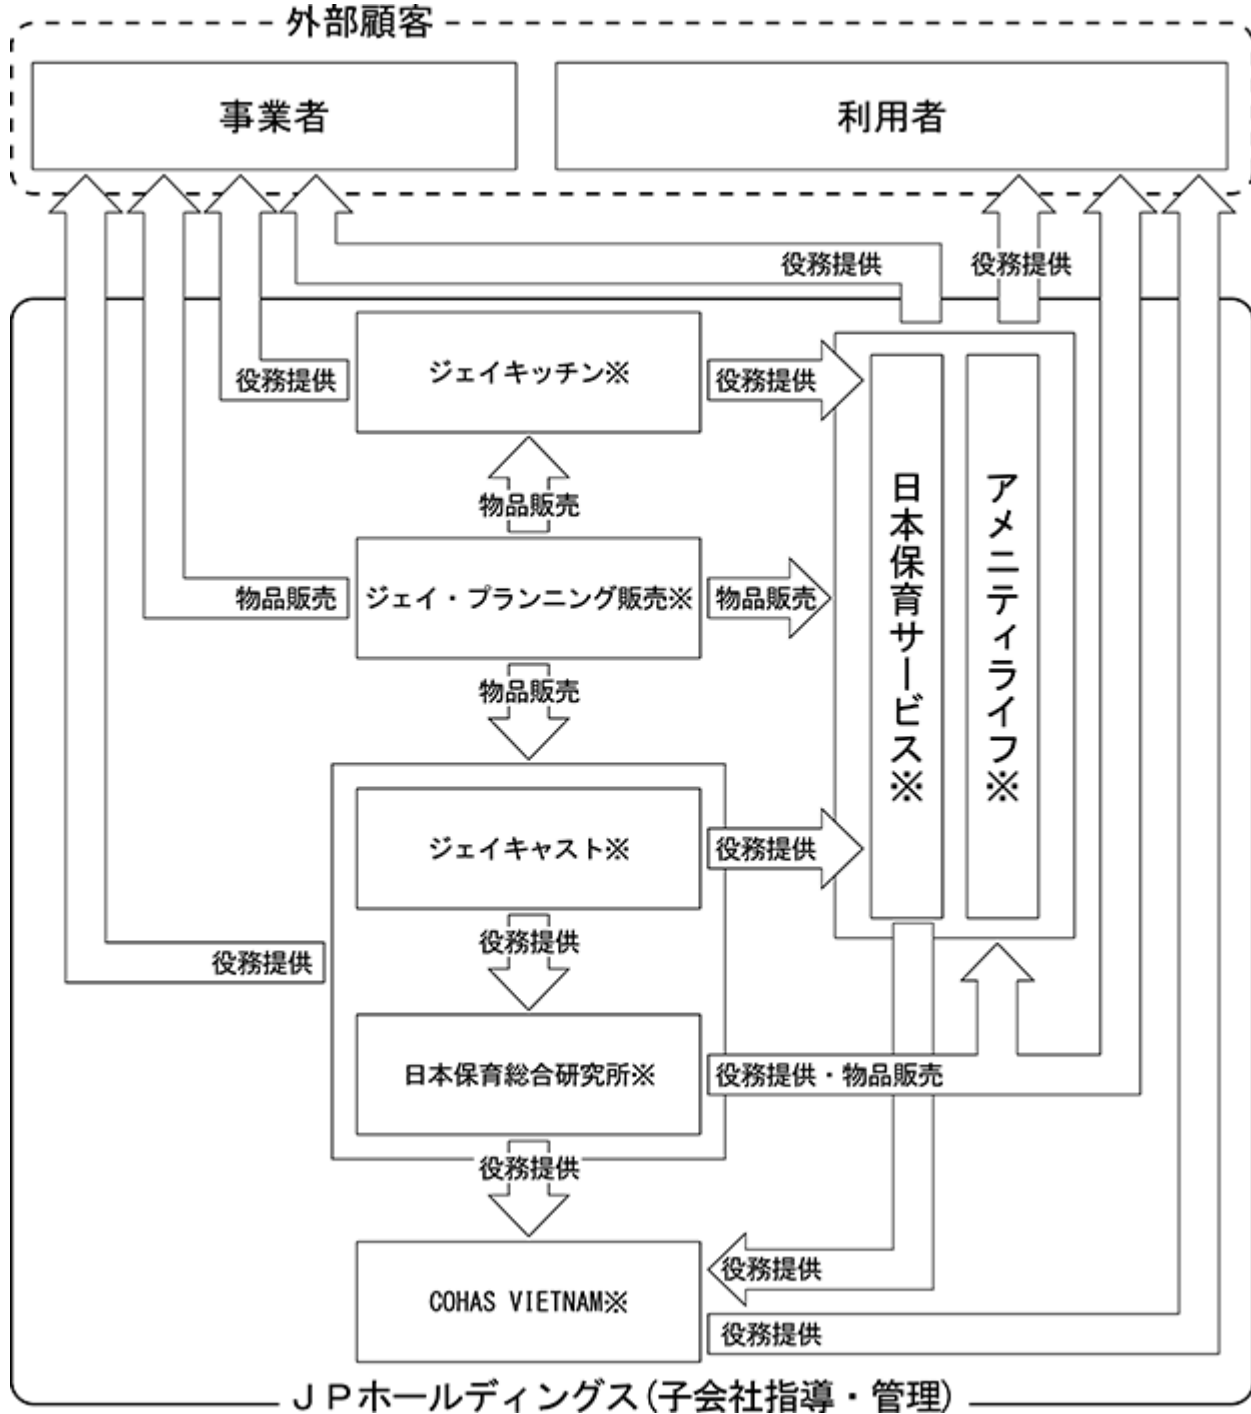 外部顧客
事業者
利用者
役務提供
役務提供
ジェイキッチン※
役務提供
役務提供
物品販売
日本保育サービス※
アメニティライフ※
物品販売
ジェイ・プランニング販売※
物品販売
物品販売
ジェイキャスト※
役務提供
役務提供
役務提供
日本保育総合研究所※
役務提供・物品販売
役務提供
役務提供
COHAS VIETNAM※
役務提供
ＪＰホールディングス(子会社指導・管理)